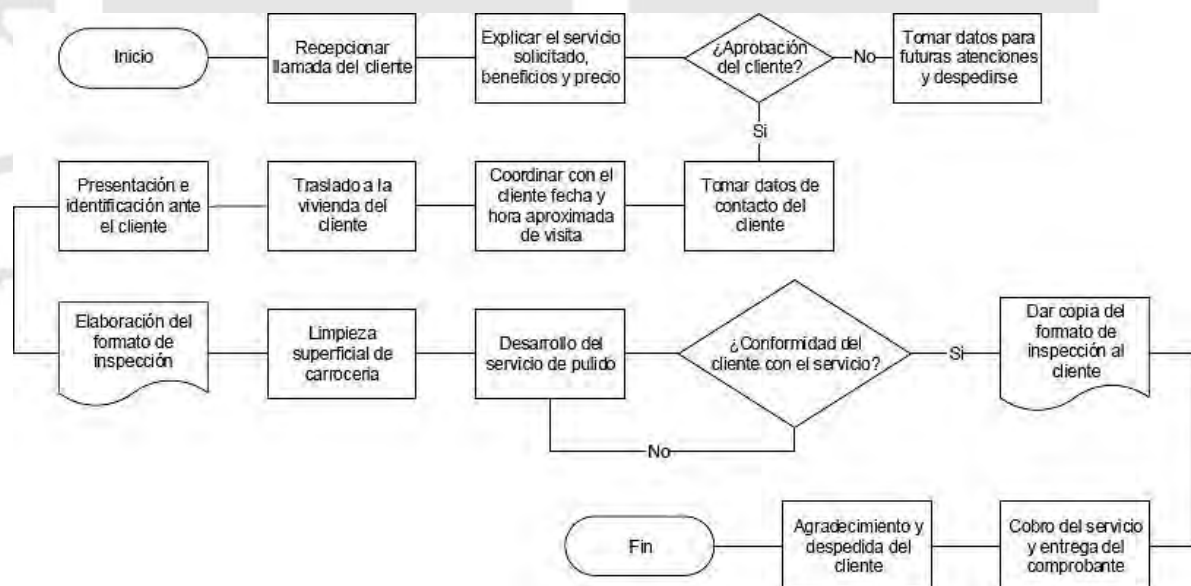 Inicio
Recepcionar
llamada del cliente
Explicar el servicio
solicitado,
beneficios y precio
¿Aprobación
del cliente?
No
Tomar datos para
futuras atenciones
y despedirse
Si
Presentación e
identificación ante
el cliente
Traslado a la
vivienda del
cliente
Coordinar con el
cliente fecha y
hora aproximada
de visita
Tomar datos de
contacto del
cliente
Elaboración del
formato de
inspección
Limpieza
superficial de
carrocería
Desarrollo del
servicio de pulido
¿Conformidad del
cliente con el servicio?
Si
Dar copia del
formato de
inspección al
cliente
No
Fin
Agradecimiento y
despedida del
cliente
Cobro del servicio
y entrega del
comprobante